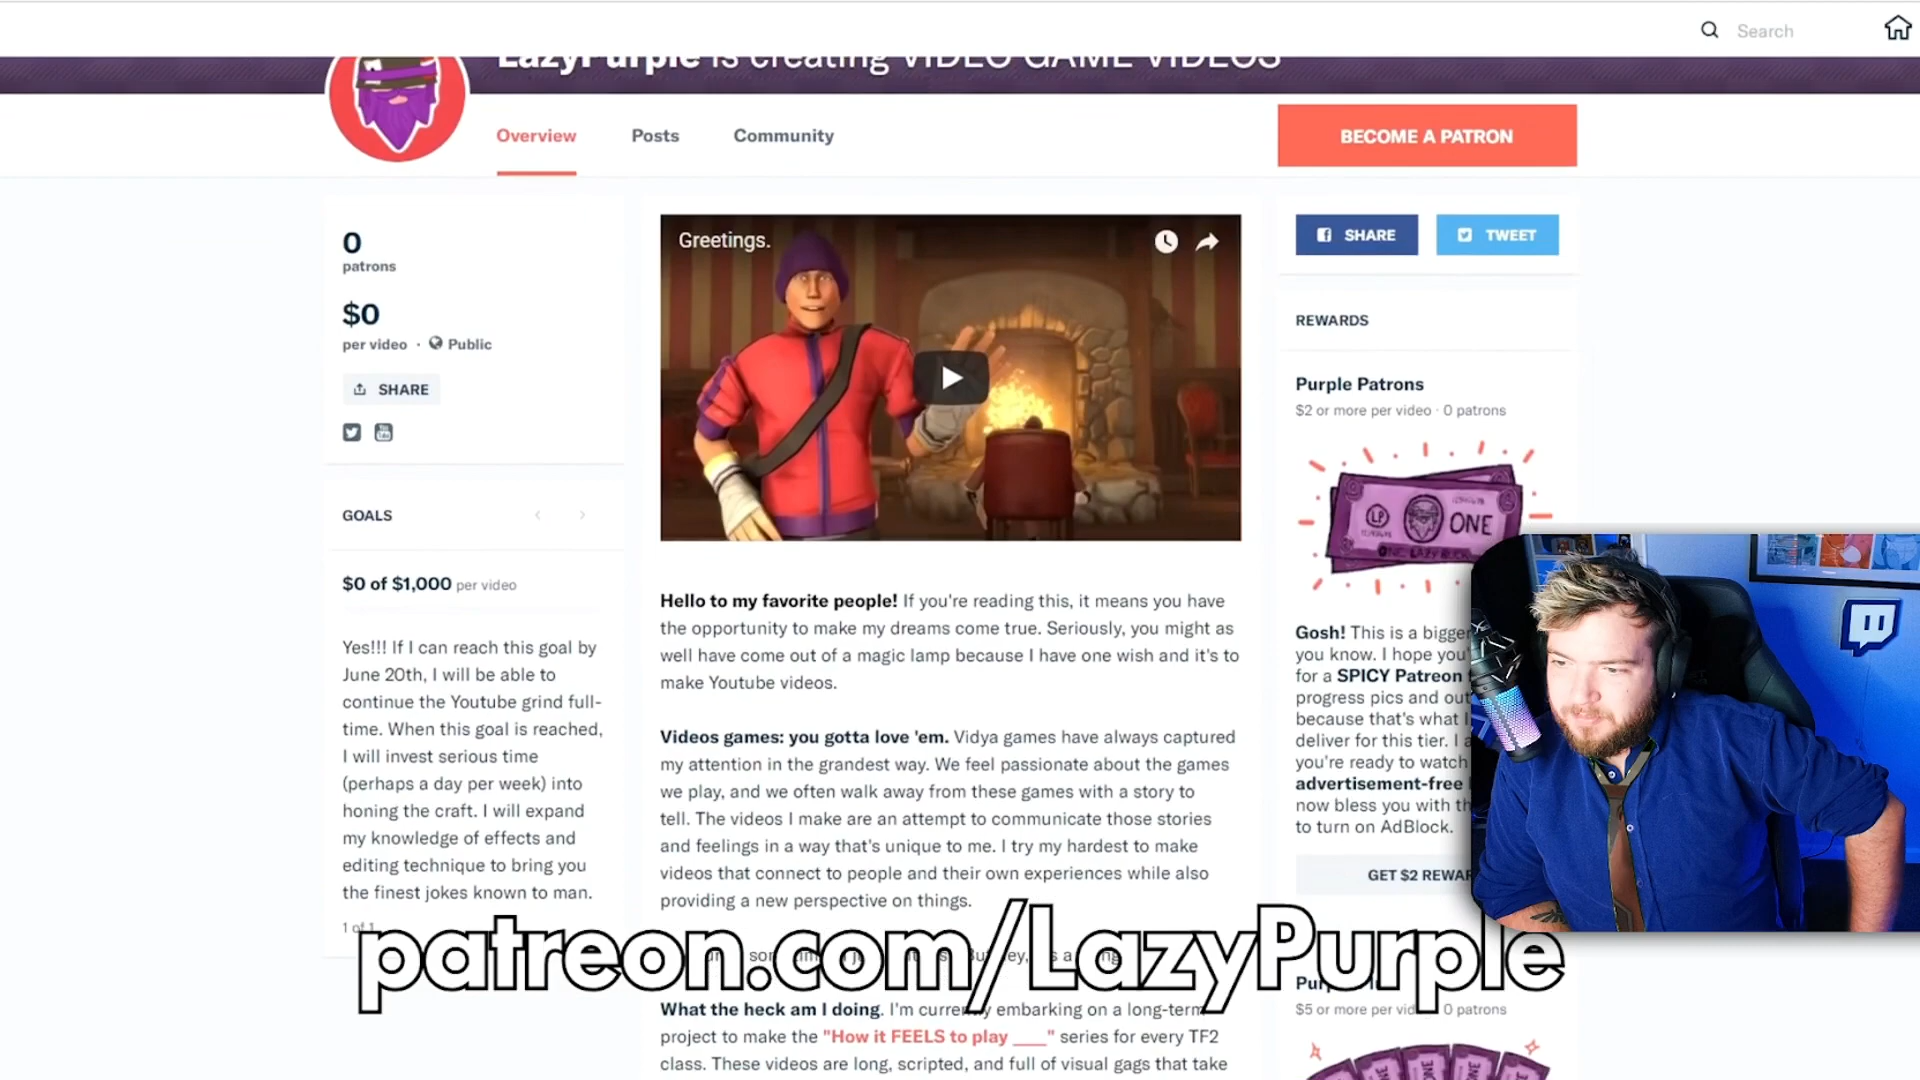 Search
LazyPurple is creating VIDEO GAME VIDEOS
Overview
Posts
Community
BECOME A PATRON
0
patrons
$0
per video · Public
SHARE
GOALS
$0 of $1,000 per video
Yes!!! If I can reach this goal by
June 20th, I will be able to
continue the Youtube grind full-
time. When this goal is reached,
I will invest serious time
(perhaps a day per week) into
honing the craft. I will expand
my knowledge of effects and
editing technique to bring you
the finest jokes known to man.
1 of 1
Greetings.
Hello to my favorite people! If you're reading this, it means you have
the opportunity to make my dreams come true. Seriously, you might as
well have come out of a magic lamp because I have one wish and it's to
make Youtube videos.
Videos games: you gotta love 'em. Vidya games have always captured
my attention in the grandest way. We feel passionate about the games
we play, and we often walk away from these games with a story to
tell. The videos I make are an attempt to communicate those stories
and feelings in a way that's unique to me. I try my hardest to make
videos that connect to people and their own experiences while also
providing a new perspective on things.
patreon.com/LazyPurple
What the heck am I doing. I'm currently embarking on a long-term
project to make the "How it FEELS to play ____" series for every TF2
class. These videos are long, scripted, and full of visual gags that take
SHARE
TWEET
REWARDS
Purple Patrons
$2 or more per video · 0 patrons
LP
ONE
Gosh! This is a bigge
you know. I hope you'
for a SPICY Patreon
progress pics and out
because that's what I
deliver for this tier. I a
you're ready to watch
advertisement-free
now bless you with th
to turn on AdBlock.
GET $2 REWAR
$5 or more per vid 0 patrons